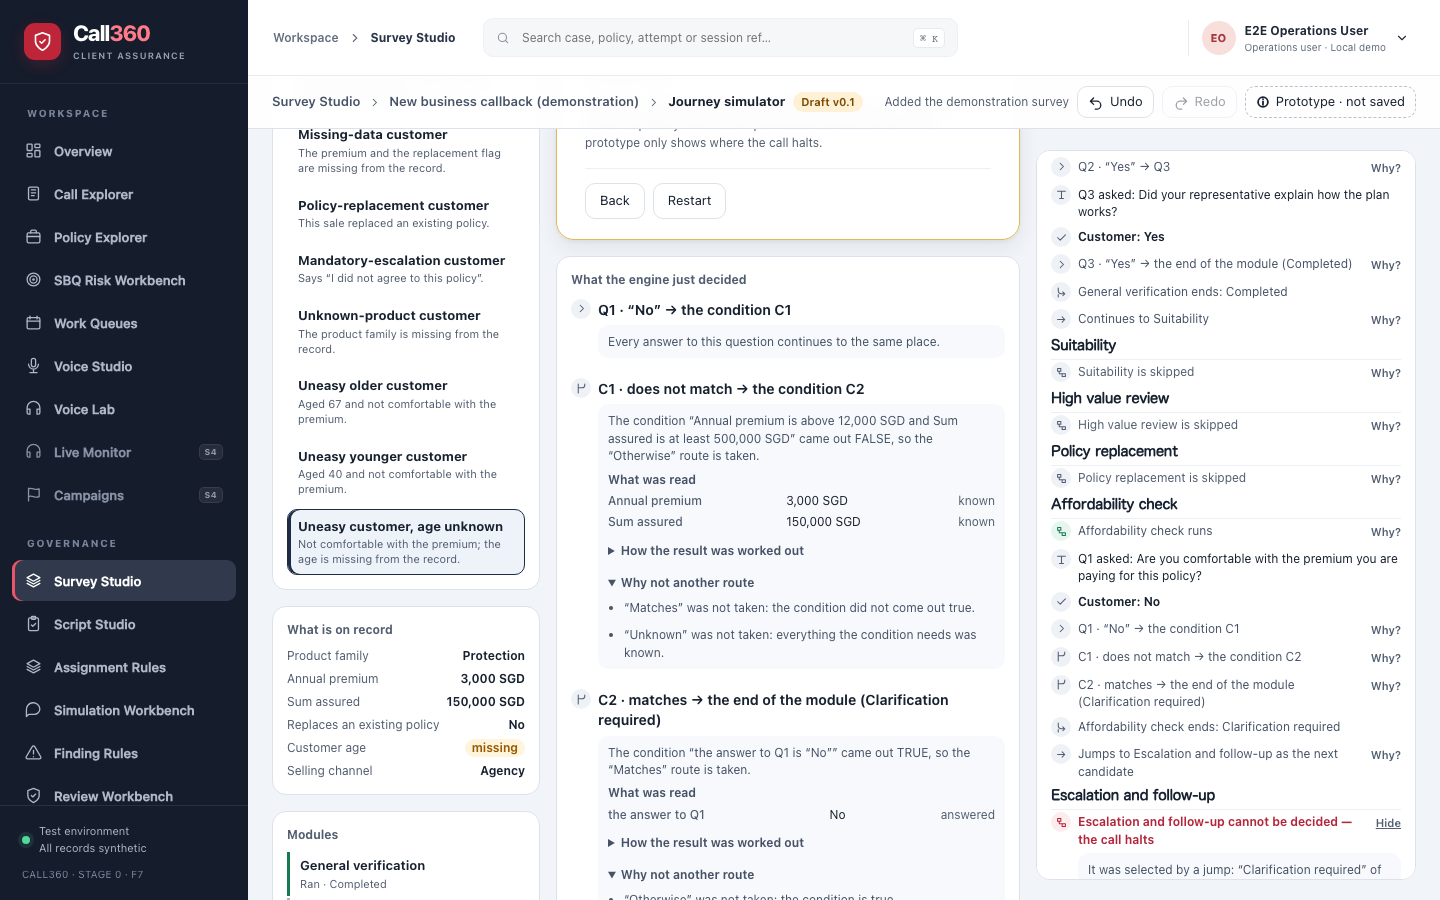 Call360
CLIENT ASSURANCE
WORKSPACE
Overview
Call Explorer
Policy Explorer
SBQ Risk Workbench
Work Queues
Voice Studio
Voice Lab
Live Monitor S4
Campaigns S4
GOVERNANCE
Survey Studio
Script Studio
Assignment Rules
Simulation Workbench
Finding Rules
Review Workbench
Test environment
All records synthetic
CALL360 · STAGE 0 · F7
Workspace > Survey Studio
Search case, policy, attempt or session ref...
⌘ K
EO
E2E Operations User
Operations user · Local demo
Survey Studio > New business callback (demonstration) > Journey simulator Draft v0.1
Added the demonstration survey
Undo
Redo
Prototype · not saved
Missing-data customer
The premium and the replacement flag
are missing from the record.
Policy-replacement customer
This sale replaced an existing policy.
Mandatory-escalation customer
Says “I did not agree to this policy”.
Unknown-product customer
The product family is missing from the
record.
Uneasy older customer
Aged 67 and not comfortable with the
premium.
Uneasy younger customer
Aged 40 and not comfortable with the
premium.
Uneasy customer, age unknown
Not comfortable with the premium; the
age is missing from the record.
What is on record
Product family Protection
Annual premium 3,000 SGD
Sum assured 150,000 SGD
Replaces an existing policy No
Customer age missing
Selling channel Agency
Modules
General verification
Ran · Completed
prototype only shows where the call halts.
Back
Restart
What the engine just decided
Q1 · “No” → the condition C1
Every answer to this question continues to the same place.
C1 · does not match → the condition C2
The condition “Annual premium is above 12,000 SGD and Sum
assured is at least 500,000 SGD” came out FALSE, so the
“Otherwise” route is taken.
What was read
Annual premium 3,000 SGD known
Sum assured 150,000 SGD known
▶ How the result was worked out
▼ Why not another route
• “Matches” was not taken: the condition did not come out true.
• “Unknown” was not taken: everything the condition needs was
known.
C2 · matches → the end of the module (Clarification
required)
The condition “the answer to Q1 is “No”” came out TRUE, so the
“Matches” route is taken.
What was read
the answer to Q1 No answered
▶ How the result was worked out
▼ Why not another route
• “Otherwise” was not taken: the condition is true.
Q2 · “Yes” → Q3 Why?
Q3 asked: Did your representative explain how the plan
works?
Customer: Yes
Q3 · “Yes” → the end of the module (Completed) Why?
General verification ends: Completed
Continues to Suitability Why?
Suitability
Suitability is skipped Why?
High value review
High value review is skipped Why?
Policy replacement
Policy replacement is skipped Why?
Affordability check
Affordability check runs Why?
Q1 asked: Are you comfortable with the premium you are
paying for this policy?
Customer: No
Q1 · “No” → the condition C1 Why?
C1 · does not match → the condition C2 Why?
C2 · matches → the end of the module Why?
(Clarification required)
Affordability check ends: Clarification required
Jumps to Escalation and follow-up as the next Why?
candidate
Escalation and follow-up
Escalation and follow-up cannot be decided — Hide
the call halts
It was selected by a jump: “Clarification required” of